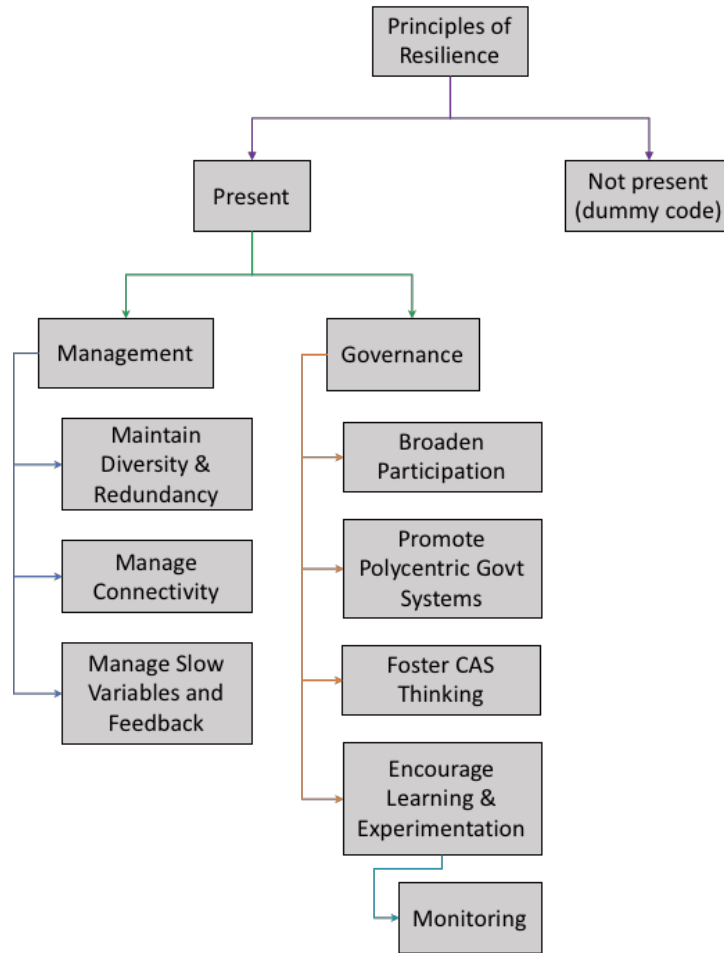 Principles of
Resilience
Present
Not present
(dummy code)
Management
Governance
Maintain
Diversity &
Redundancy
Manage
Connectivity
Manage Slow
Variables and
Feedback
Broaden
Participation
Promote
Polycentric Govt
Systems
Foster CAS
Thinking
Encourage
Learning &
Experimentation
Monitoring